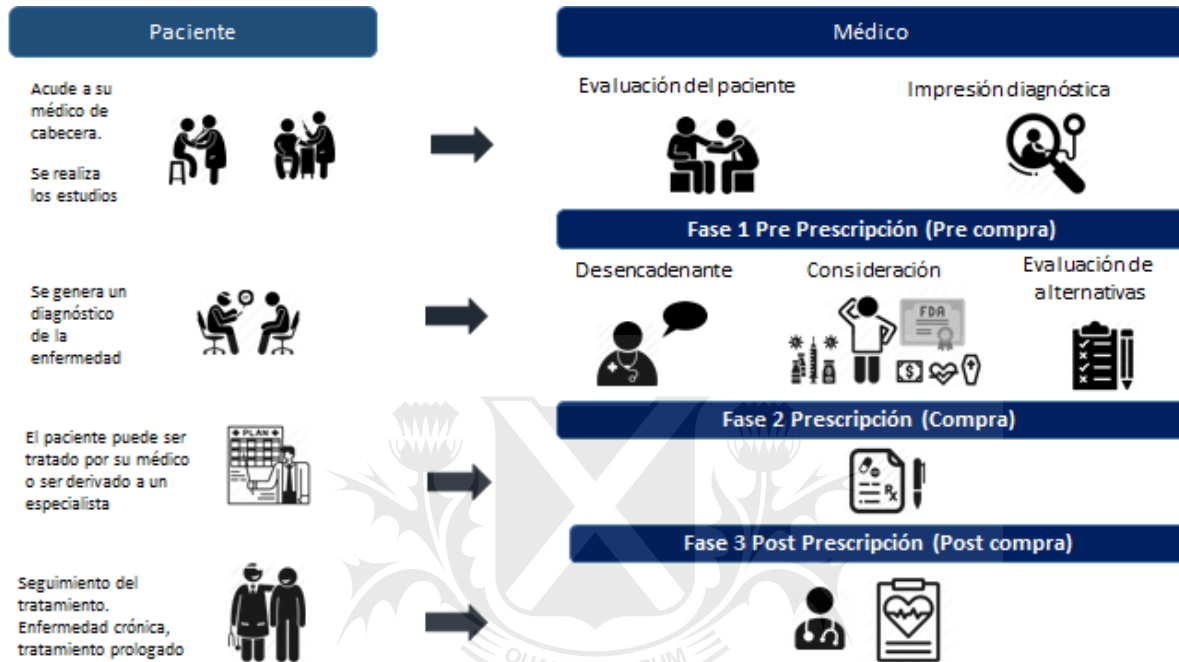 Paciente
Médico
Acude a su
médico de
cabecera.
Se realiza
los estudios
Evaluación del paciente
Impresión diagnóstica
Fase 1 Pre Prescripción (Pre compra)
Se genera un
diagnóstico
de la
enfermedad
Desencadenante
Consideración
FDA
$
Evaluación de
alternativas
Fase 2 Prescripción (Compra)
El paciente puede ser
tratado por su médico
o ser derivado a un
especialista
PLAN
Rx
Fase 3 Post Prescripción (Post compra)
Seguimiento del
tratamiento.
Enfermedad crónica,
tratamiento prologado